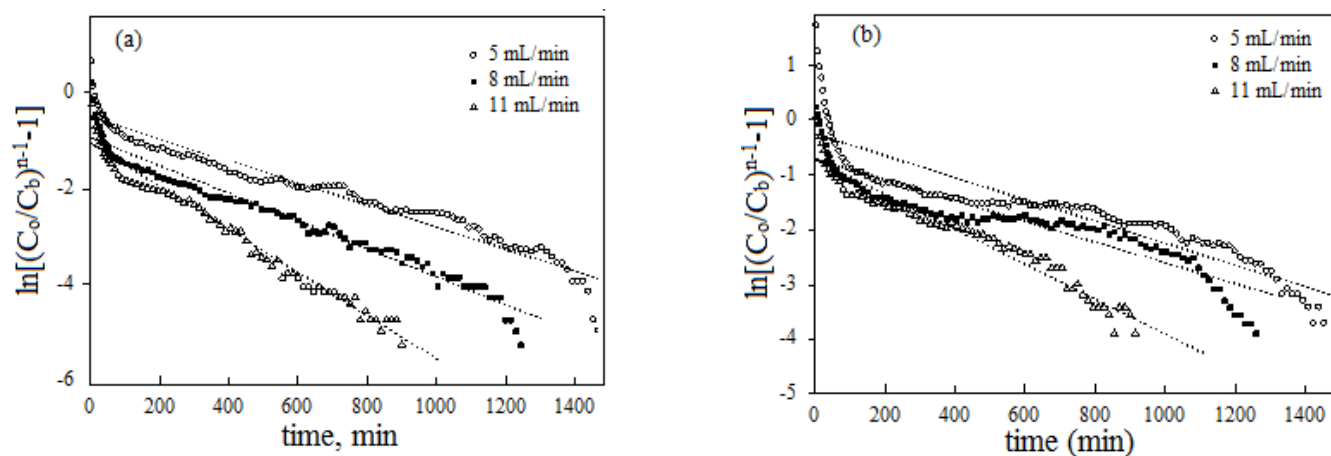 (a)
5 mL/min
8 mL/min
11 mL/min
0
-2
-4
-6
ln[(Cₒ/C_b)ⁿ⁻¹-1]
0 200 400 600 800 1000 1200 1400
time, min
(b)
5 mL/min
8 mL/min
11 mL/min
1
0
-1
-2
-3
-4
-5
ln[(Cₒ/C_b)ⁿ⁻¹-1]
0 200 400 600 800 1000 1200 1400
time (min)